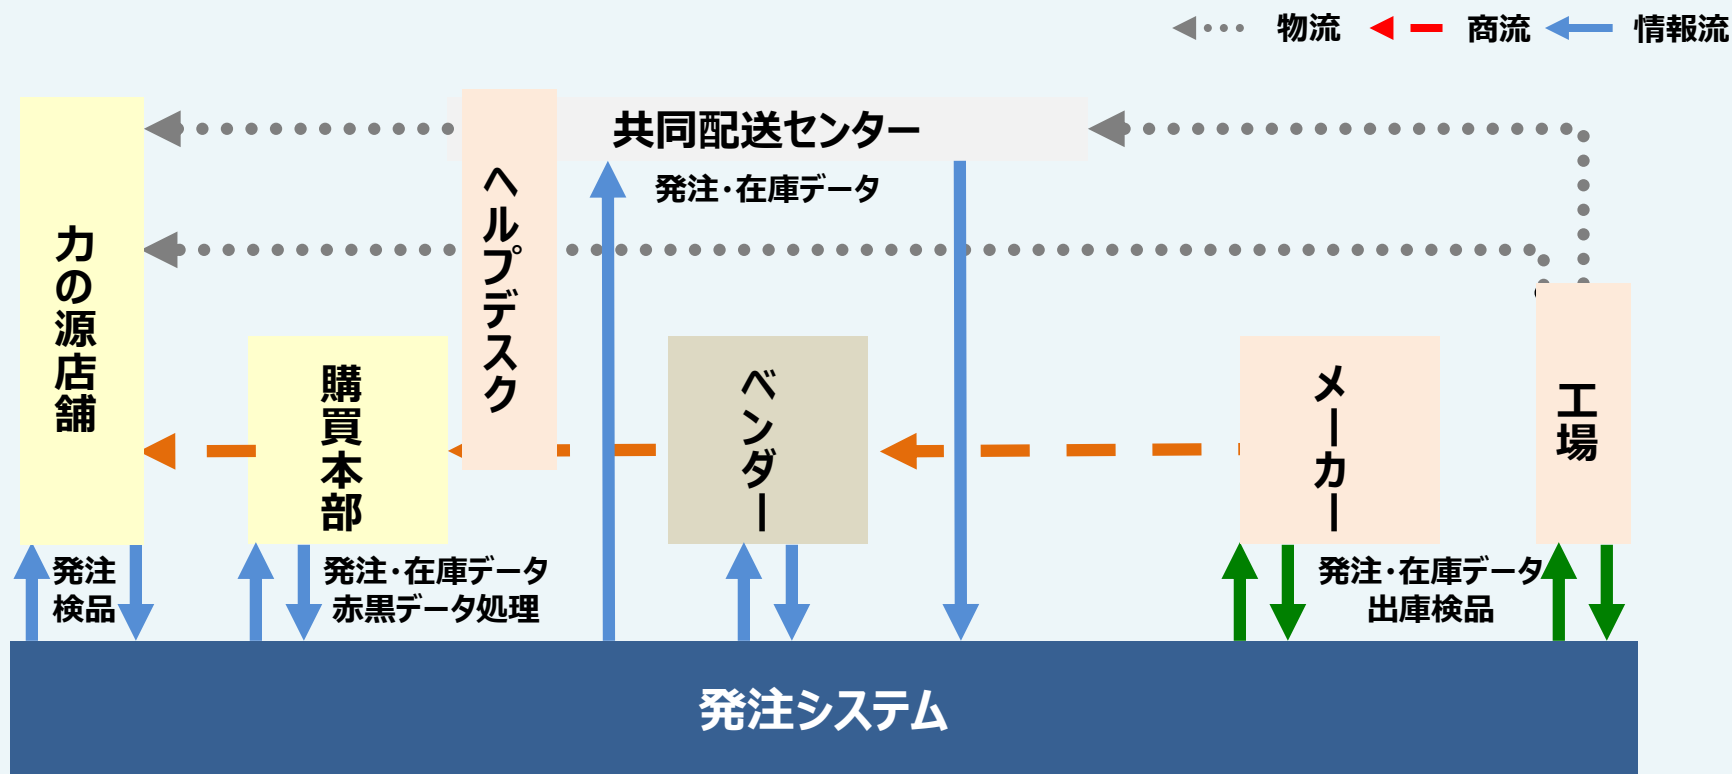 物流
商流
情報流
共同配送センター
発注・在庫データ
ヘルプデスク
力の源店舗
購買本部
ベンダー
メーカー
工場
発注
検品
発注・在庫データ
赤黒データ処理
発注・在庫データ
出庫検品
発注システム